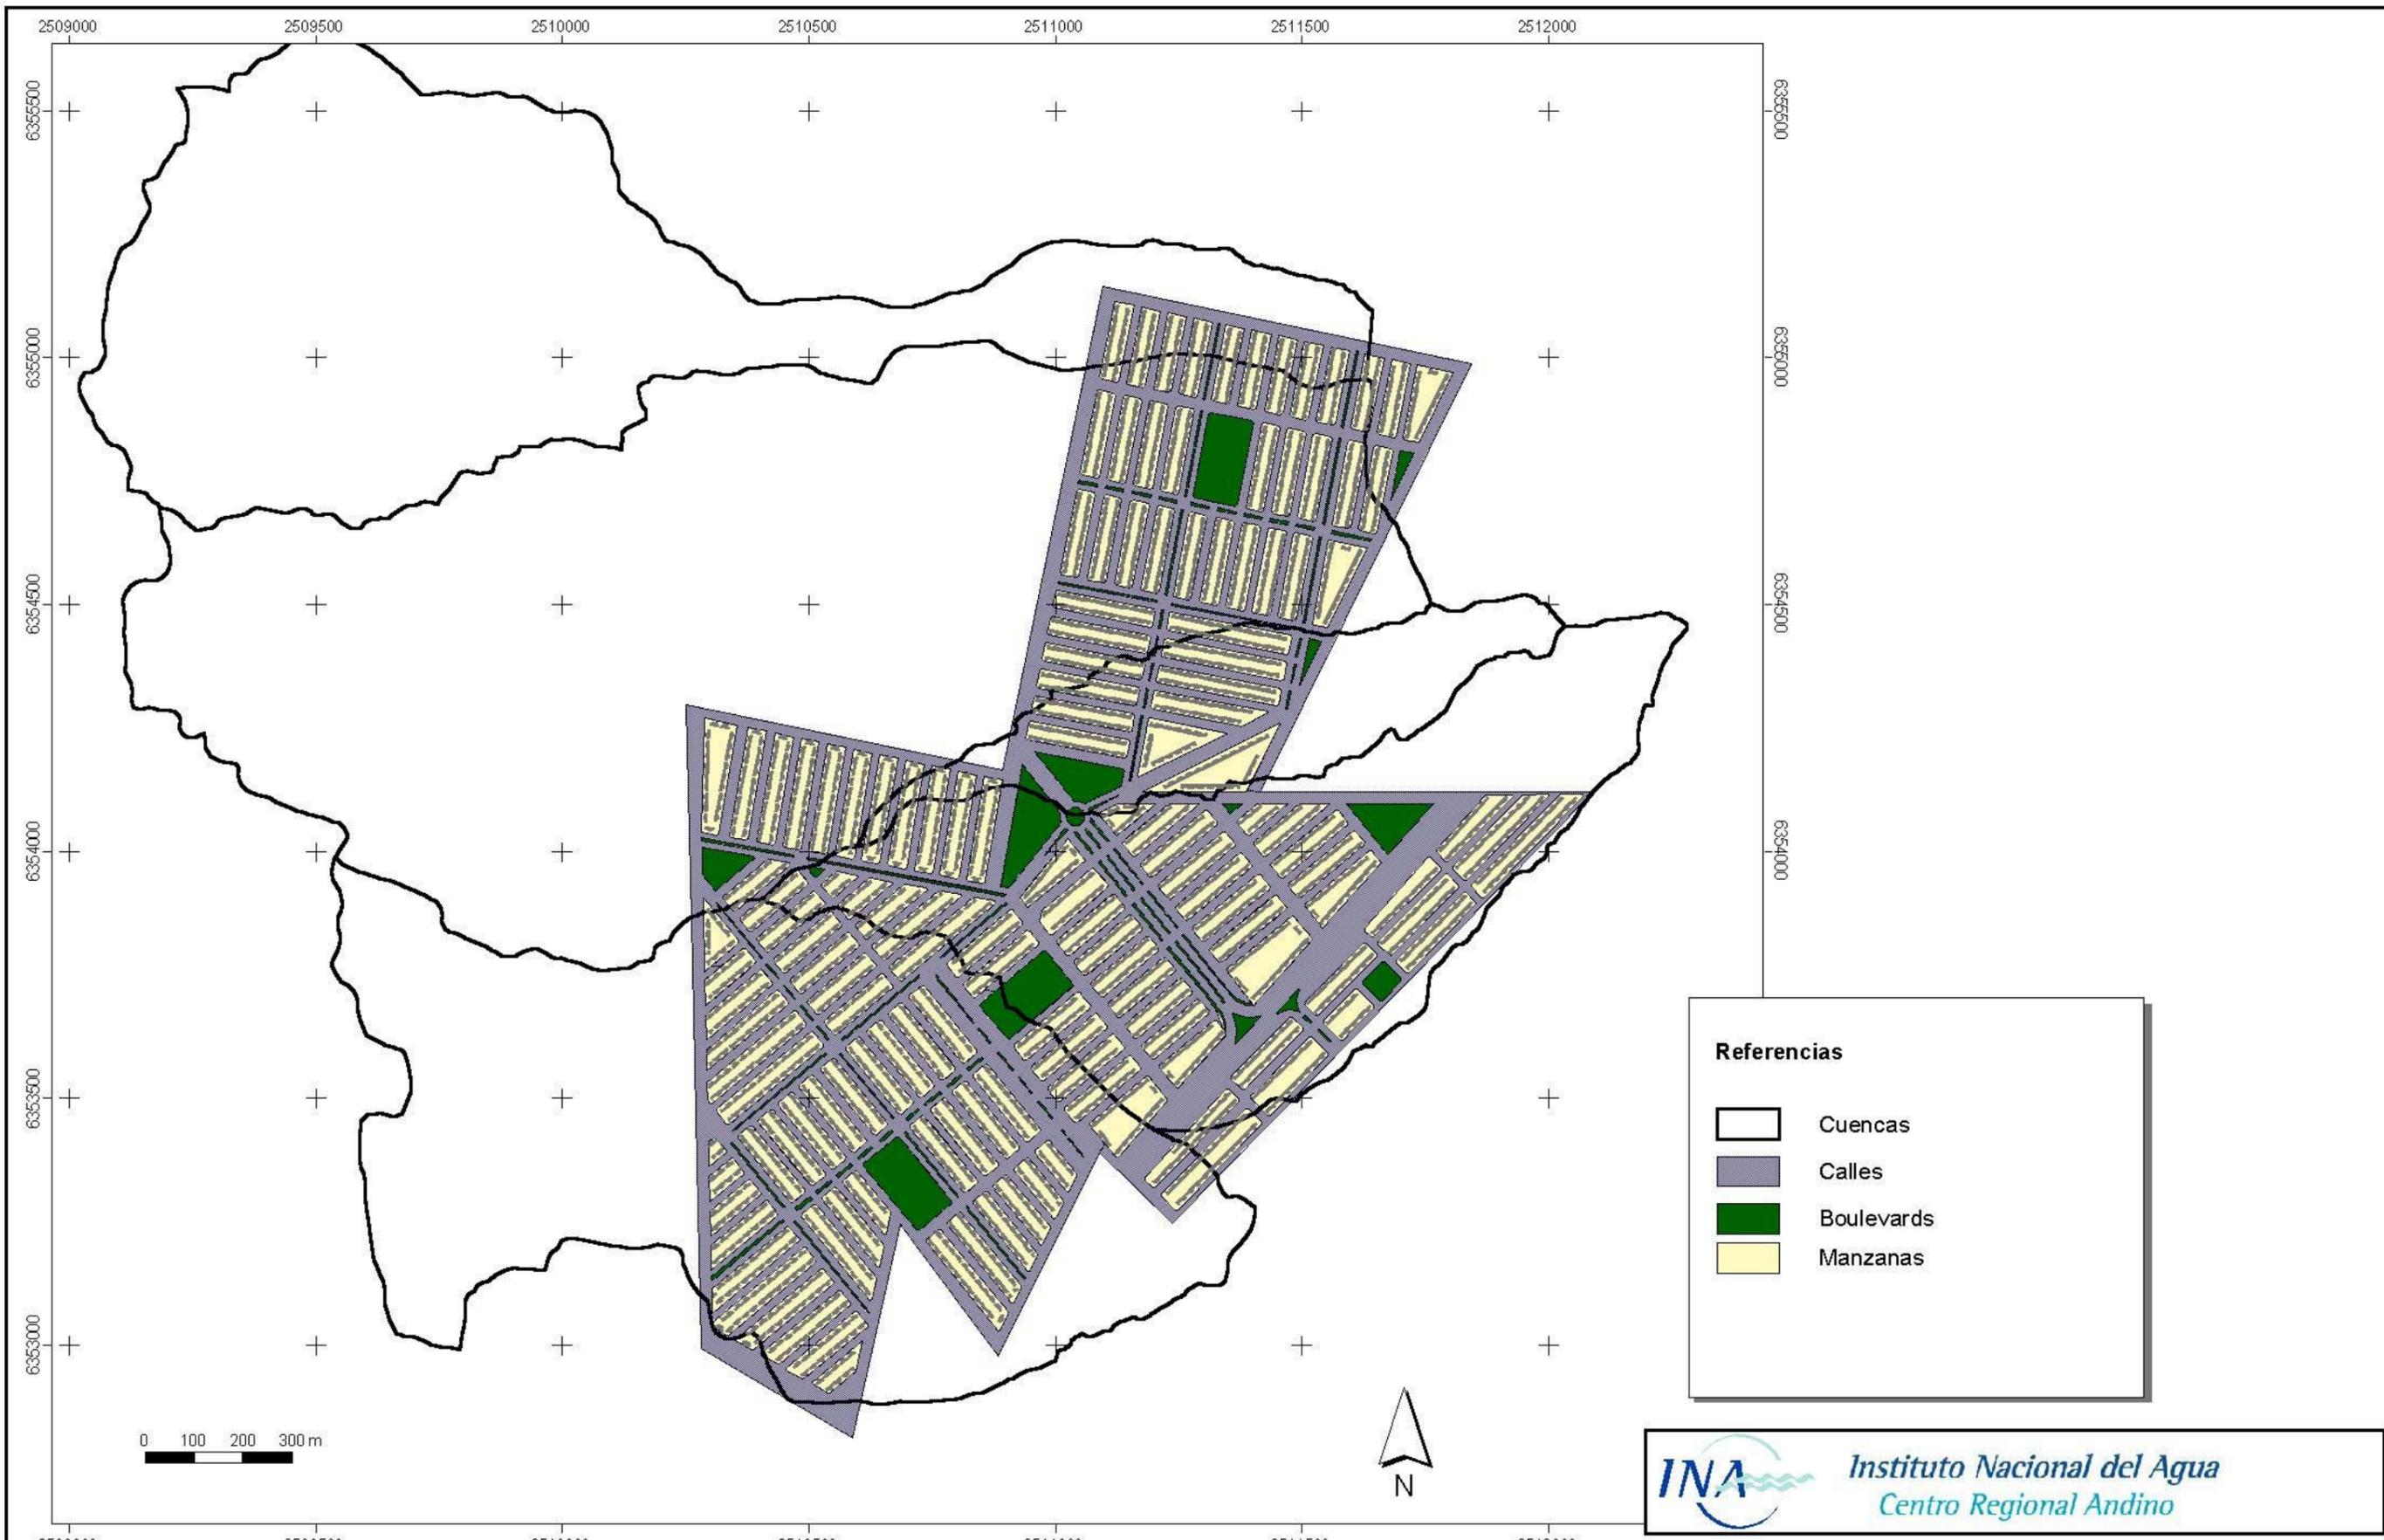 2509000 2509500 2510000 2510500 2511000 2511500 2512000
6355500 6355500
6355000 6355000
6354500 6354500
6354000 6354000
6353500
6353000
Referencias
Cuencas
Calles
Boulevards
Manzanas
0 100 200 300 m
N
INA
Instituto Nacional del Agua
Centro Regional Andino